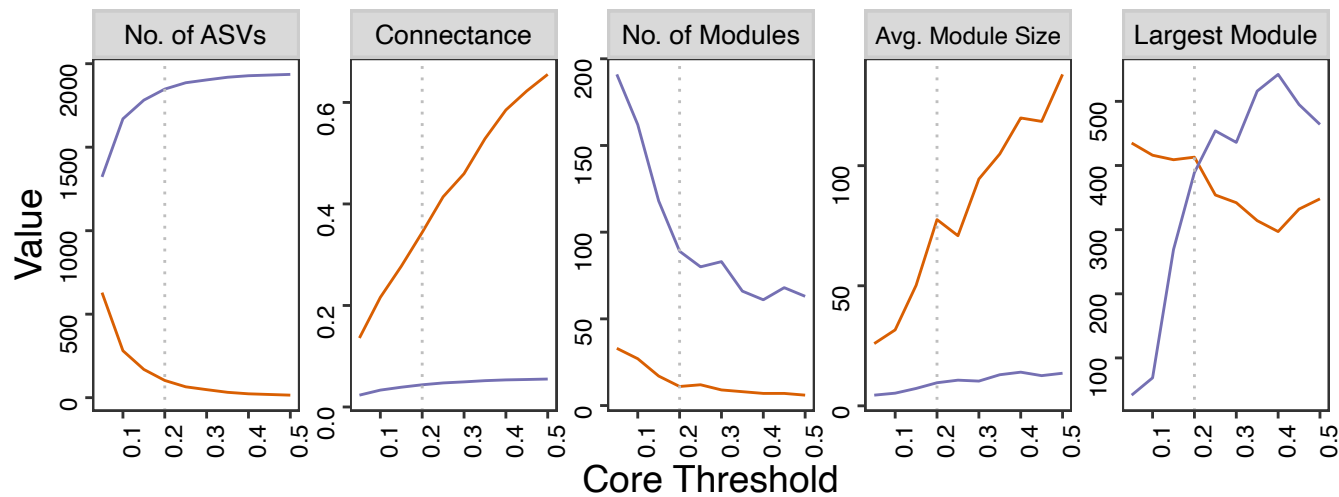 No. of ASVs
Connectance
No. of Modules
Avg. Module Size
Largest Module
Value
0
500
1000
1500
2000
0.0
0.2
0.4
0.6
0
50
100
150
200
0
50
100
100
200
300
400
500
0.1 0.2 0.3 0.4 0.5
0.1 0.2 0.3 0.4 0.5
0.1 0.2 0.3 0.4 0.5
0.1 0.2 0.3 0.4 0.5
0.1 0.2 0.3 0.4 0.5
Core Threshold